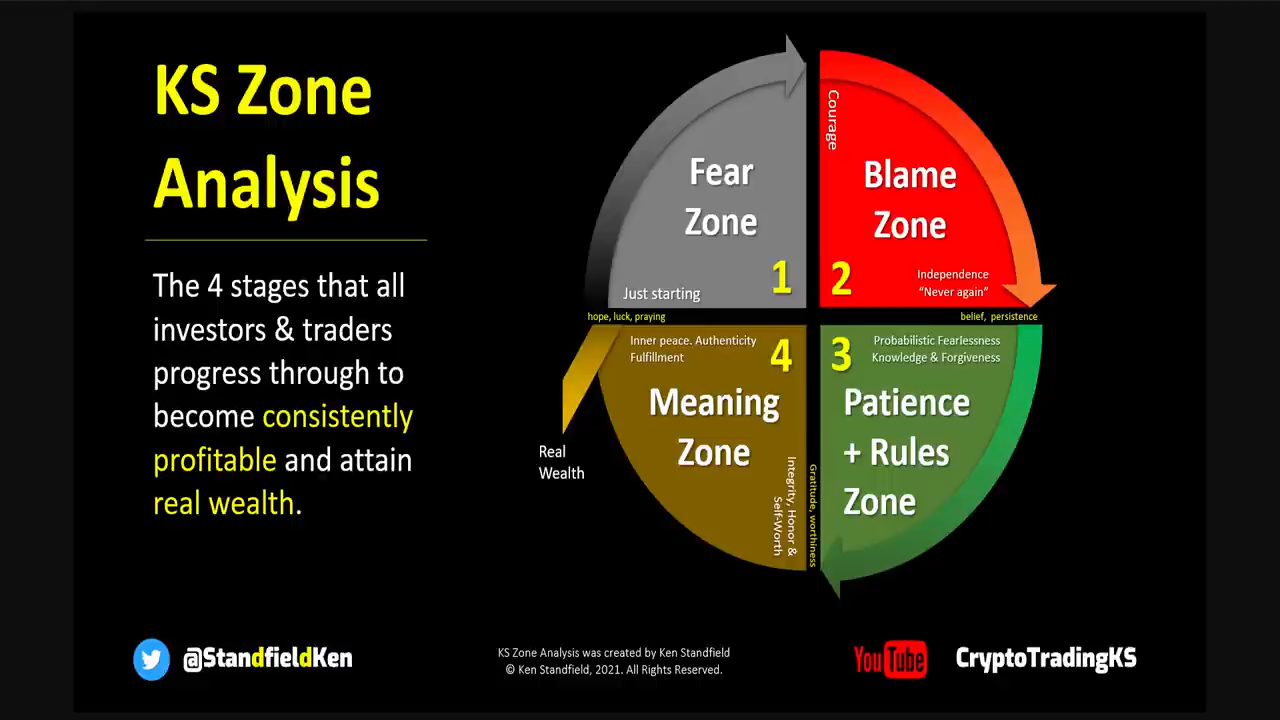 KS Zone
Analysis
The 4 stages that all
investors & traders
progress through to
become consistently
profitable and attain
real wealth.
Fear
Zone
1
Just starting
hope, luck, praying
Courage
Blame
Zone
2
Independence
“Never again”
belief, persistence
Probabilistic Fearlessness
Knowledge & Forgiveness
3
Patience
+ Rules
Zone
Gratitude, worthiness
Inner peace. Authenticity
Fulfillment
4
Meaning
Zone
Integrity, Honor &
Self-Worth
Real
Wealth
@StandfieldKen
KS Zone Analysis was created by Ken Standfield
© Ken Standfield, 2021. All Rights Reserved.
YouTube
CryptoTradingKS